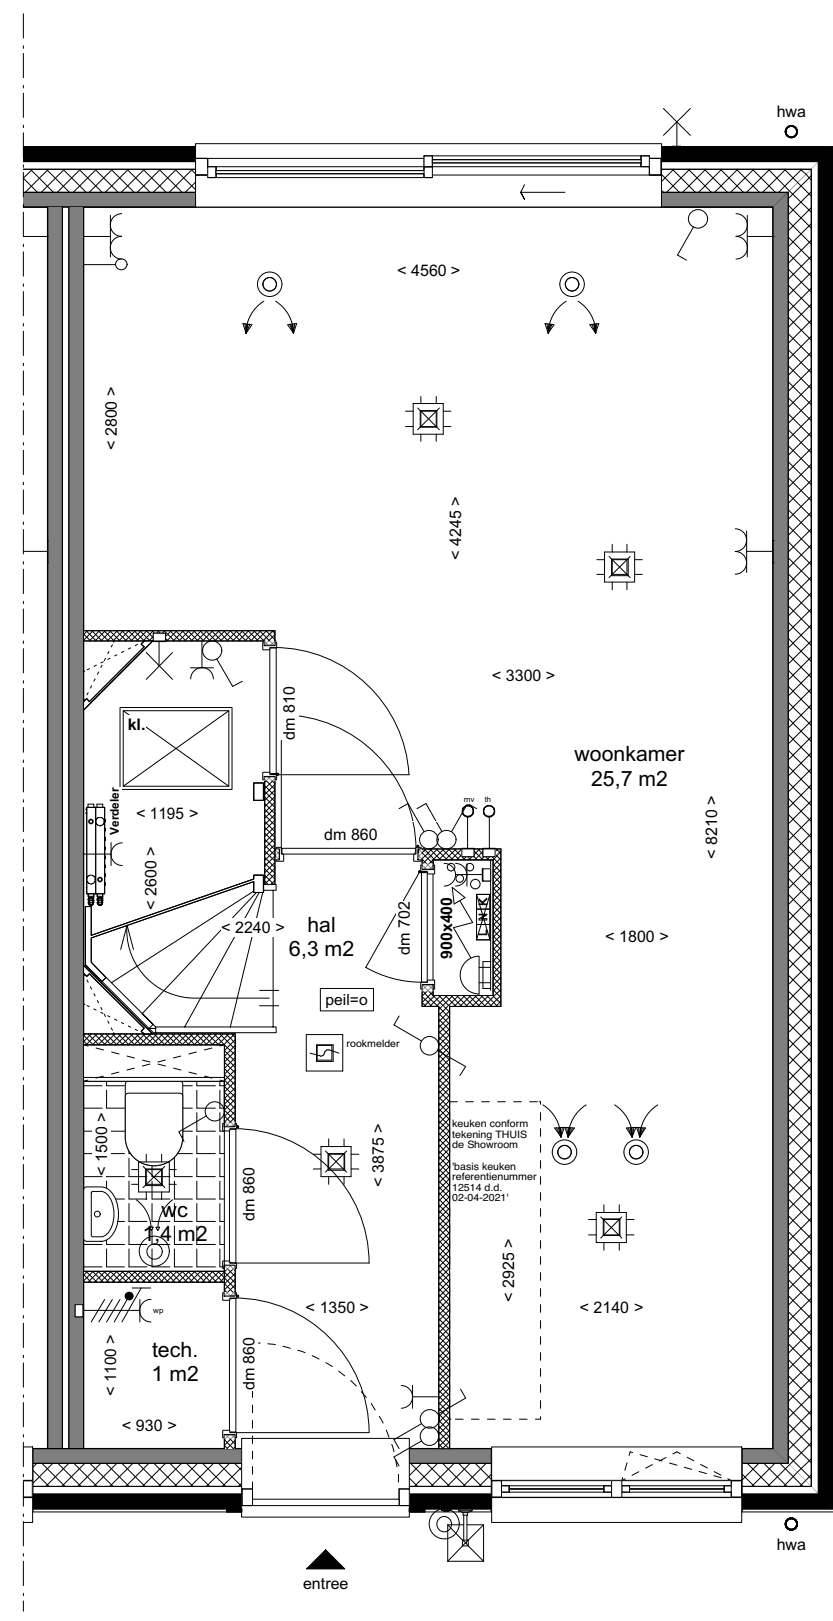 hwa
< 4560 >
< 2800 >
< 4245 >
< 3300 >
kl.
dm 810
woonkamer
25,7 m2
Verdeler
< 1195 >
mv
th
< 8210 >
dm 860
< 2600 >
< 2240 >
hal
6,3 m2
dm 702
900x400
< 1800 >
peil=o
rookmelder
keuken conform
tekening THUIS
de Showroom
'basis keuken
referentienummer
12514 d.d.
02-04-2021'
< 1500 >
< 3875 >
dm 860
wc
1,4 m2
< 2925 >
wp
< 1350 >
< 2140 >
tech.
1 m2
< 1100 >
dm 860
< 930 >
hwa
entree